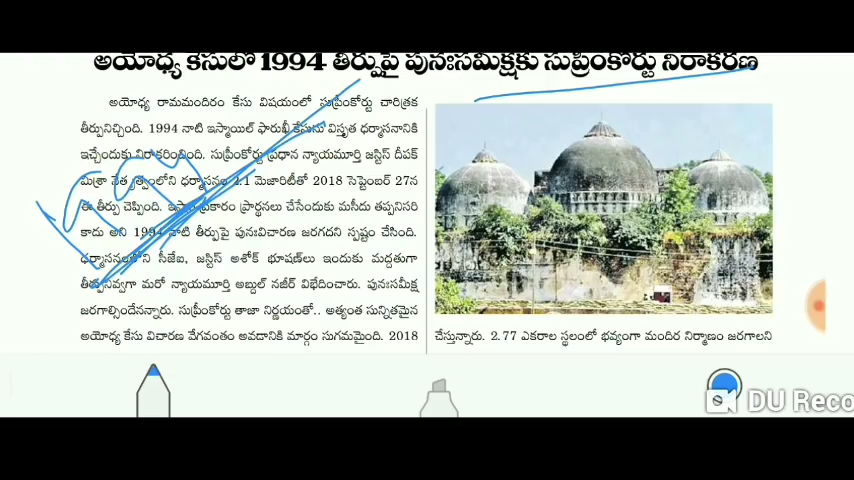 అయోధ్య కేసులో 1994 తీర్పుపై పునఃసమీక్షకు సుప్రీంకోర్టు నిరాకరణ
అయోధ్య రామమందిరం కేసు విషయంలో సుప్రీంకోర్టు చారిత్రక
తీర్పునిచ్చింది. 1994 నాటి ఇస్మాయిల్ ఫారుఖీ కేసును విస్తృత ధర్మాసనానికి
ఇచ్చేందుకు నిరాకరించింది. సుప్రీంకోర్టు ప్రధాన న్యాయమూర్తి జస్టిస్ దీపక్
మిశ్రా నేతృత్వంలోని ధర్మాసనం 2.1 మెజారిటీతో 2018 సెప్టెంబర్ 27న
ఈ తీర్పు చెప్పింది. ఇస్లాం ప్రకారం ప్రార్థనలు చేసేందుకు మసీదు తప్పనిసరి
కాదు అని 1994 నాటి తీర్పుపై పునఃవిచారణ జరగదని స్పష్టం చేసింది.
ధర్మాసనంలోని సీజేఐ, జస్టిస్ అశోక్ భూషణ్‌లు ఇందుకు మద్దతుగా
తీర్పునివ్వగా మరో న్యాయమూర్తి అబ్దుల్ నజీర్ విభేదించారు. పునఃసమీక్ష
జరగాల్సిందేనన్నారు. సుప్రీంకోర్టు తాజా నిర్ణయంతో.. అత్యంత సున్నితమైన
అయోధ్య కేసు విచారణ వేగవంతం అవడానికి మార్గం సుగమమైంది. 2018
చేస్తున్నారు. 2.77 ఎకరాల స్థలంలో భవ్యంగా మందిర నిర్మాణం జరగాలని
DU Reco